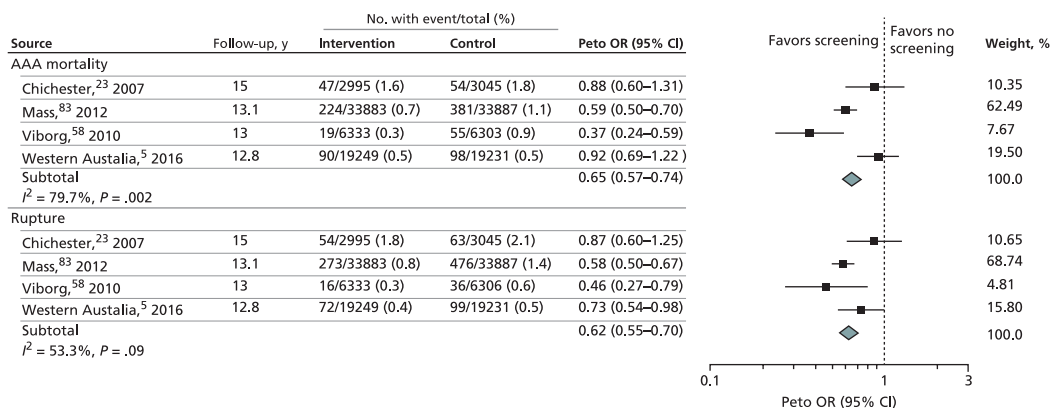 No. with event/total (%)
Source Follow-up, y Intervention Control Peto OR (95% CI) Favors screening Favors no screening Weight, %
AAA mortality
Chichester,23 2007 15 47/2995 (1.6) 54/3045 (1.8) 0.88 (0.60–1.31) 10.35
Mass,83 2012 13.1 224/33883 (0.7) 381/33887 (1.1) 0.59 (0.50–0.70) 62.49
Viborg,58 2010 13 19/6333 (0.3) 55/6303 (0.9) 0.37 (0.24–0.59) 7.67
Western Austalia,5 2016 12.8 90/19249 (0.5) 98/19231 (0.5) 0.92 (0.69–1.22 ) 19.50
Subtotal 0.65 (0.57–0.74) 100.0
I2 = 79.7%, P = .002
Rupture
Chichester,23 2007 15 54/2995 (1.8) 63/3045 (2.1) 0.87 (0.60–1.25) 10.65
Mass,83 2012 13.1 273/33883 (0.8) 476/33887 (1.4) 0.58 (0.50–0.67) 68.74
Viborg,58 2010 13 16/6333 (0.3) 36/6306 (0.6) 0.46 (0.27–0.79) 4.81
Western Austalia,5 2016 12.8 72/19249 (0.4) 99/19231 (0.5) 0.73 (0.54–0.98) 15.80
Subtotal 0.62 (0.55–0.70) 100.0
I2 = 53.3%, P = .09
0.1 1 3
Peto OR (95% CI)